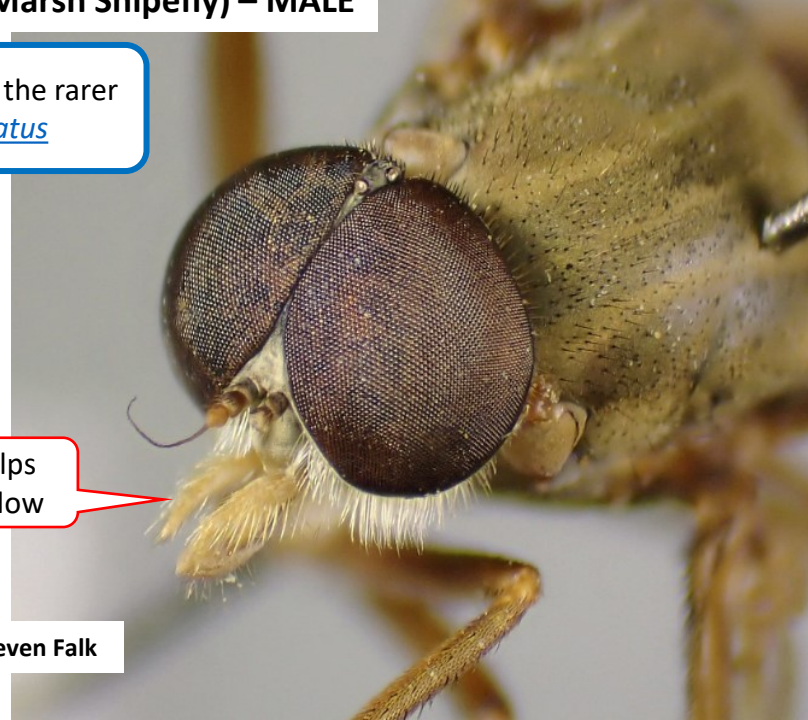 Marsh Snipefly) – MALE
the rarer
atus
lps
low
even Falk